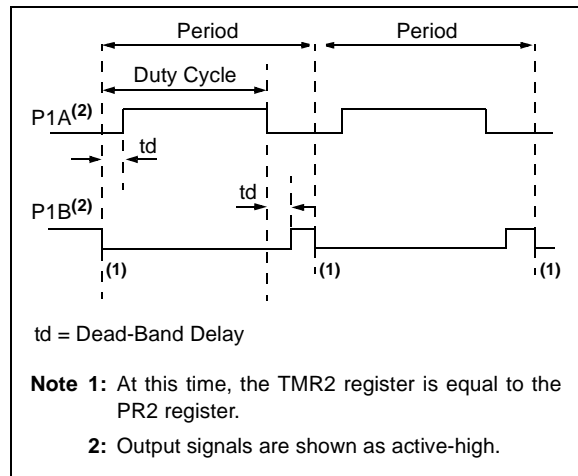 Period Period
Duty Cycle
P1A(2)
td
td
P1B(2)
(1) (1) (1)
td = Dead-Band Delay
Note 1: At this time, the TMR2 register is equal to the
PR2 register.
2: Output signals are shown as active-high.